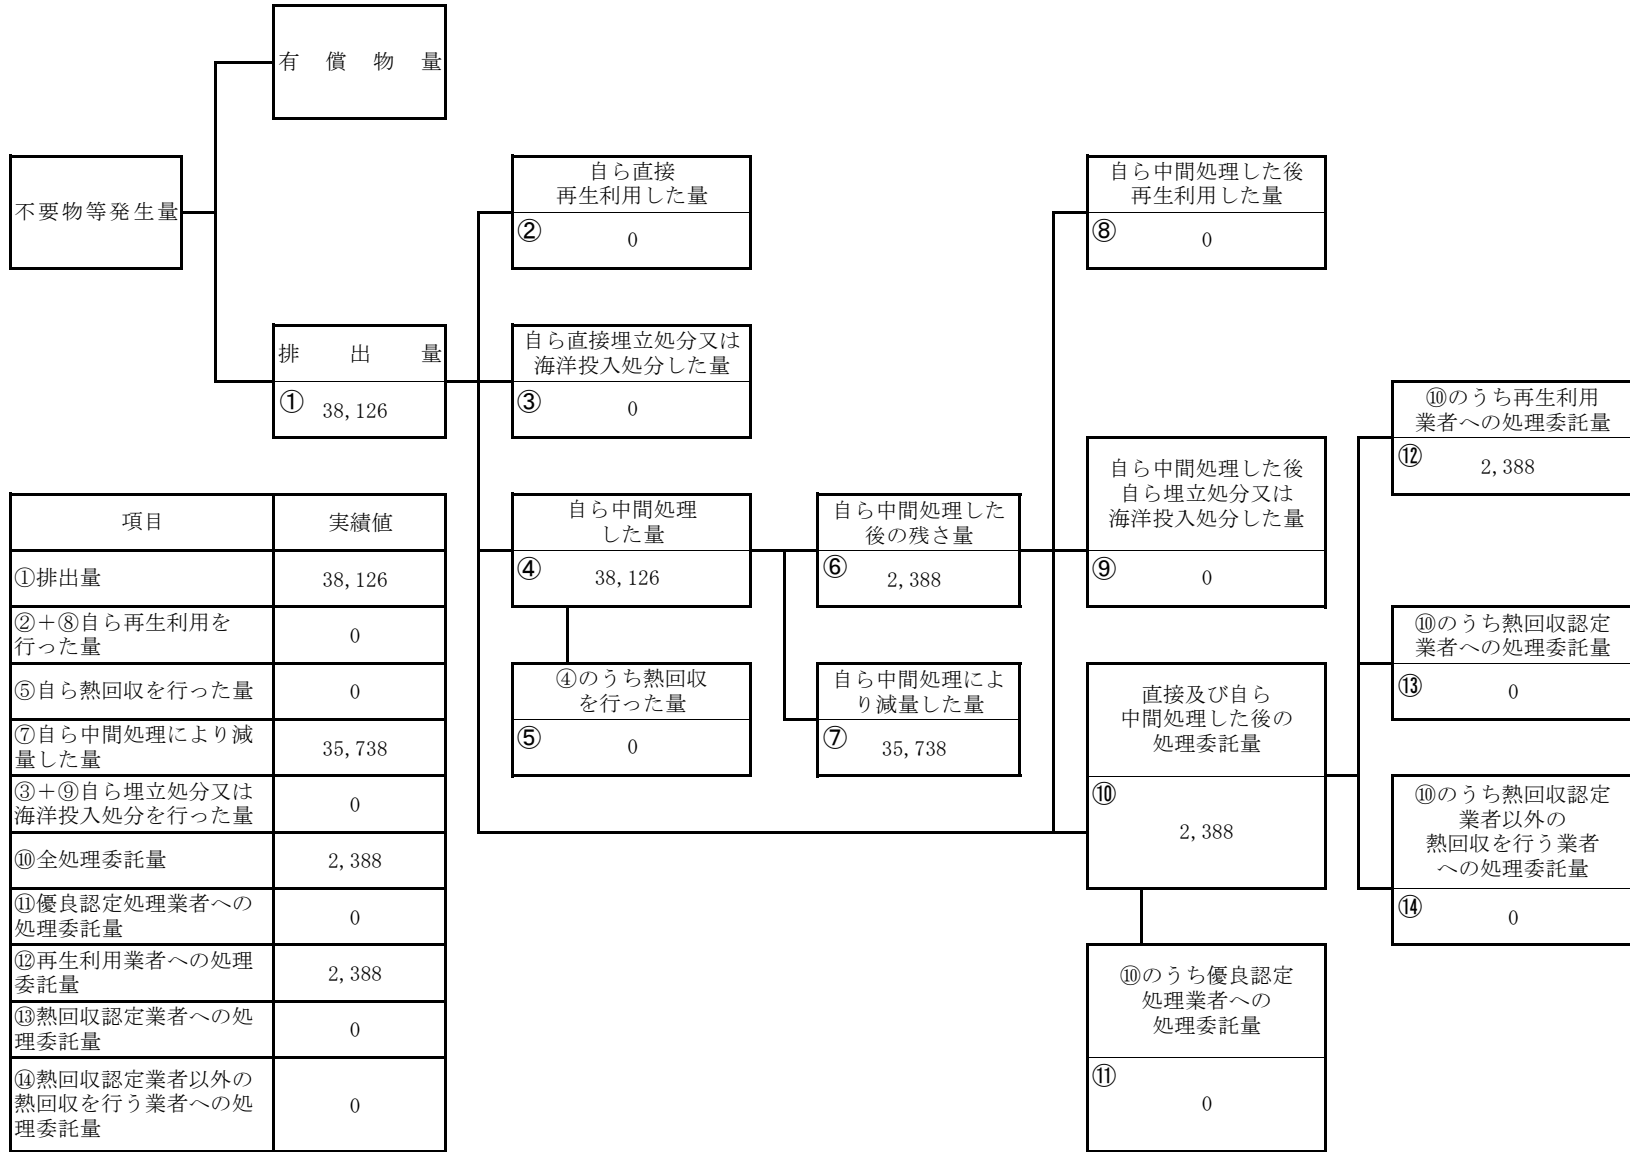 有償物量
不要物等発生量
排出量
① 38,126
自ら直接
再生利用した量
② 0
自ら直接埋立処分又は
海洋投入処分した量
③ 0
自ら中間処理
した量
④ 38,126
④のうち熱回収
を行った量
⑤ 0
自ら中間処理した
後の残さ量
⑥ 2,388
自ら中間処理によ
り減量した量
⑦ 35,738
自ら中間処理した後
再生利用した量
⑧ 0
自ら中間処理した後
自ら埋立処分又は
海洋投入処分した量
⑨ 0
直接及び自ら
中間処理した後の
処理委託量
⑩
2,388
⑩のうち優良認定
処理業者への
処理委託量
⑪
0
⑩のうち再生利用
業者への処理委託量
⑫ 2,388
⑩のうち熱回収認定
業者への処理委託量
⑬ 0
⑩のうち熱回収認定
業者以外の
熱回収を行う業者
への処理委託量
⑭ 0
項目 実績値
①排出量 38,126
②+⑧自ら再生利用を
行った量 0
⑤自ら熱回収を行った量 0
⑦自ら中間処理により減
量した量 35,738
③+⑨自ら埋立処分又は
海洋投入処分を行った量 0
⑩全処理委託量 2,388
⑪優良認定処理業者への
処理委託量 0
⑫再生利用業者への処理
委託量 2,388
⑬熱回収認定業者への処
理委託量 0
⑭熱回収認定業者以外の
熱回収を行う業者への処
理委託量 0